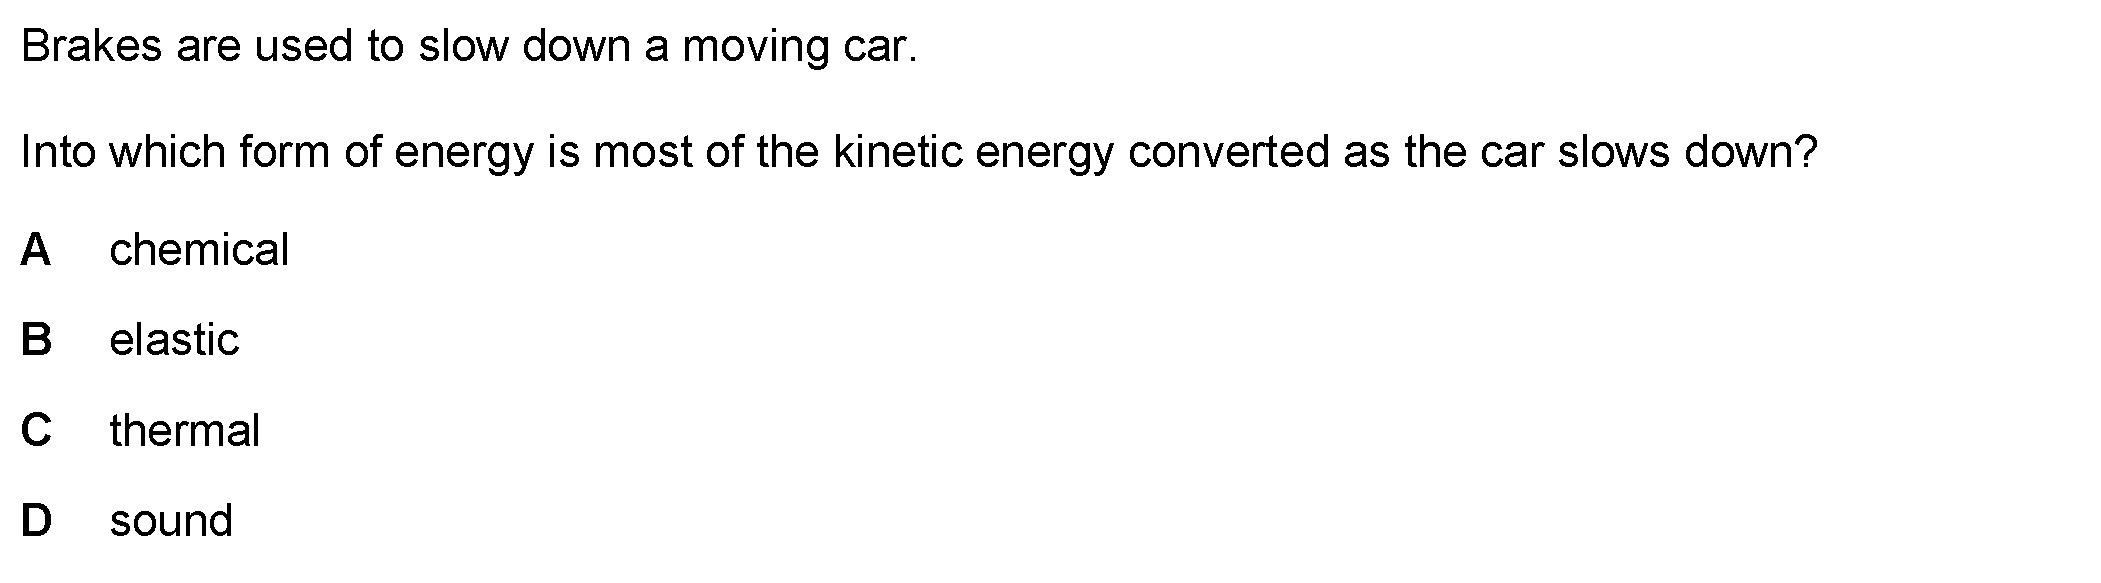 Brakes are used to slow down a moving car.
Into which form of energy is most of the kinetic energy converted as the car slows down?
A chemical
B elastic
C thermal
D sound